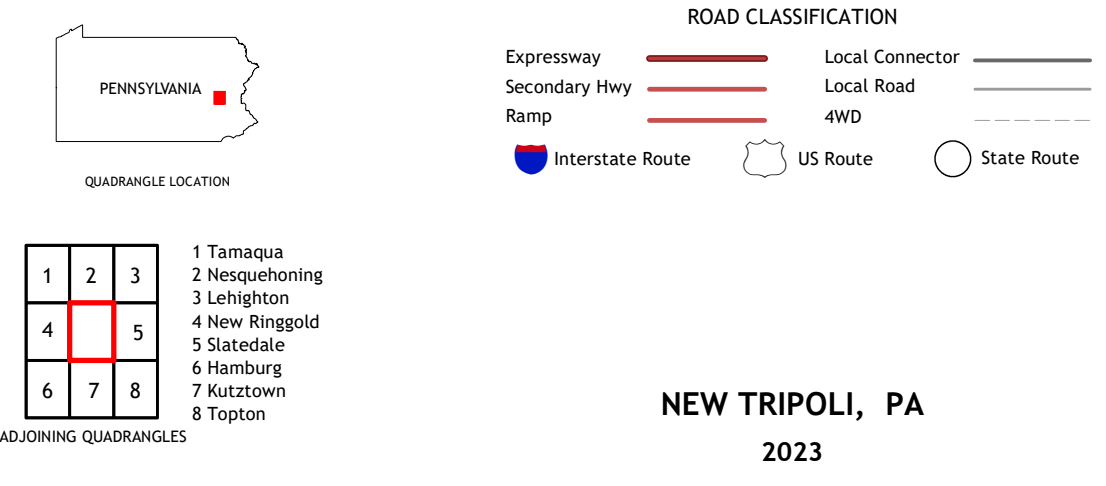 PENNSYLVANIA
QUADRANGLE LOCATION
ROAD CLASSIFICATION
Expressway
Secondary Hwy
Ramp
Local Connector
Local Road
4WD
Interstate Route
US Route
State Route
1 2 3
4 5
6 7 8
1 Tamaqua
2 Nesquehoning
3 Lehighton
4 New Ringgold
5 Slatedale
6 Hamburg
7 Kutztown
8 Topton
ADJOINING QUADRANGLES
NEW TRIPOLI, PA
2023